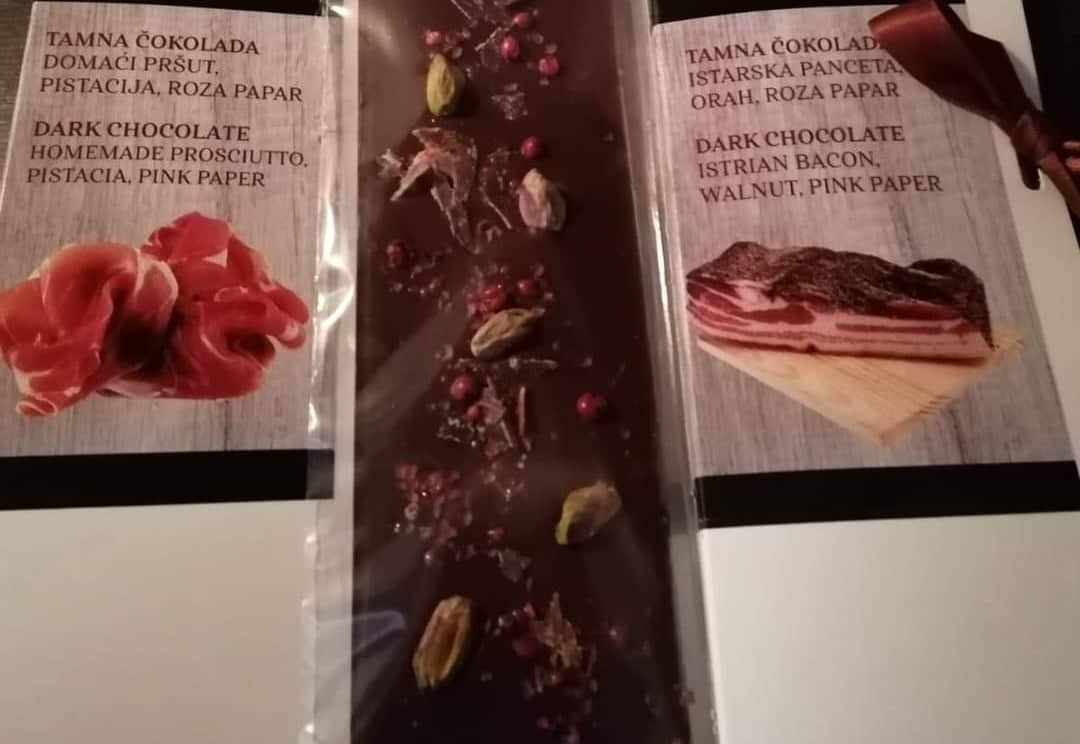 TAMNA ČOKOLADA
DOMAĆI PRŠUT,
PISTACIJA, ROZA PAPAR
DARK CHOCOLATE
HOMEMADE PROSCIUTTO,
PISTACIA, PINK PAPER
TAMNA ČOKOLAD
ISTARSKA PANCETA,
ORAH, ROZA PAPAR
DARK CHOCOLATE
ISTRIAN BACON,
WALNUT, PINK PAPER